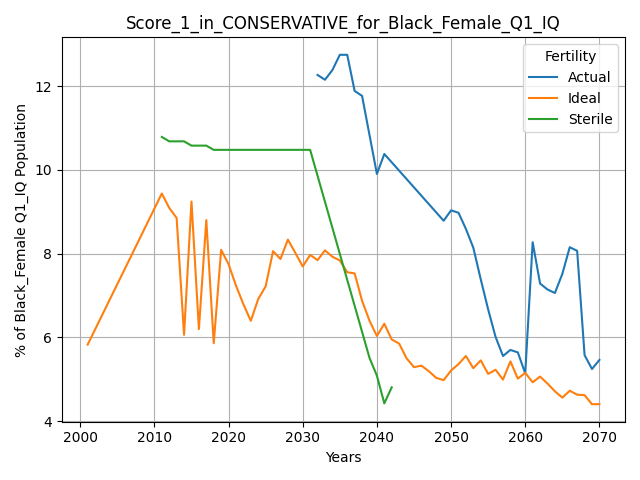 Score_1_in_CONSERVATIVE_for_Black_Female_Q1_IQ
Fertility
Actual
Ideal
Sterile
% of Black_Female Q1_IQ Population
12
10
8
6
4
2000 2010 2020 2030 2040 2050 2060 2070
Years